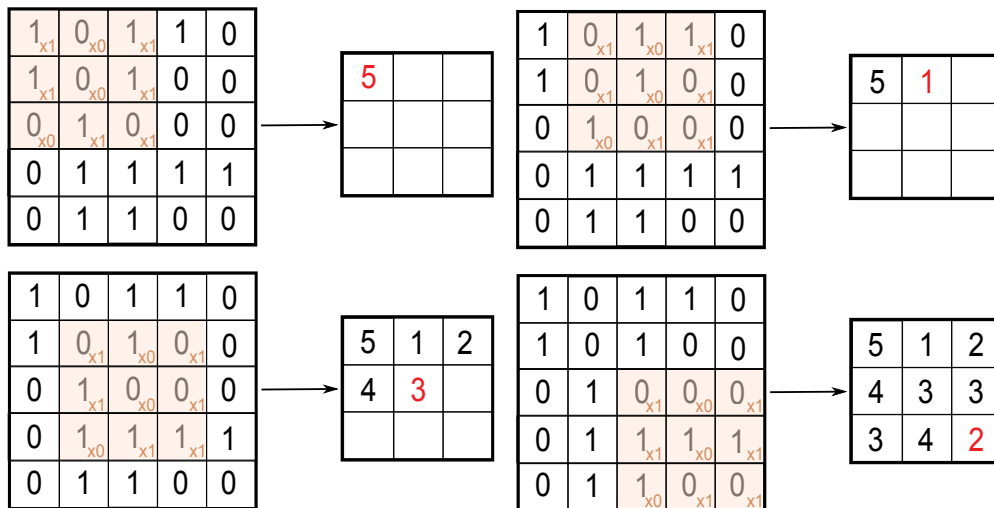 1x1 0x0 1x1 1 0
1x1 0x0 1x1 0 0
0x0 1x1 0x1 0 0
0 1 1 1 1
0 1 1 0 0
5
1 0x1 1x0 1x1 0
1 0x1 1x0 0x1 0
0 1x0 0x1 0x1 0
0 1 1 1 1
0 1 1 0 0
5 1
1 0 1 1 0
1 0x1 1x0 0x1 0
0 1x1 0x0 0x1 0
0 1x0 1x1 1x1 1
0 1 1 0 0
5 1 2
4 3
1 0 1 1 0
1 0 1 0 0
0 1 0x1 0x0 0x1
0 1 1x1 1x0 1x1
0 1 1x0 0x1 0x1
5 1 2
4 3 3
3 4 2